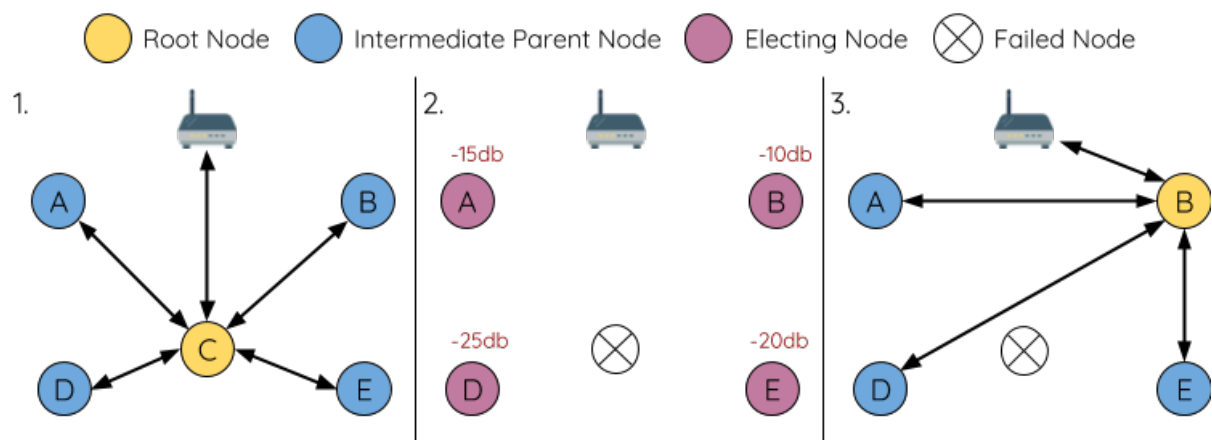 Root Node Intermediate Parent Node Electing Node Failed Node
1.
A
B
C
D
E
2.
-15db
-10db
A
B
-25db
-20db
D
E
3.
A
B
D
E